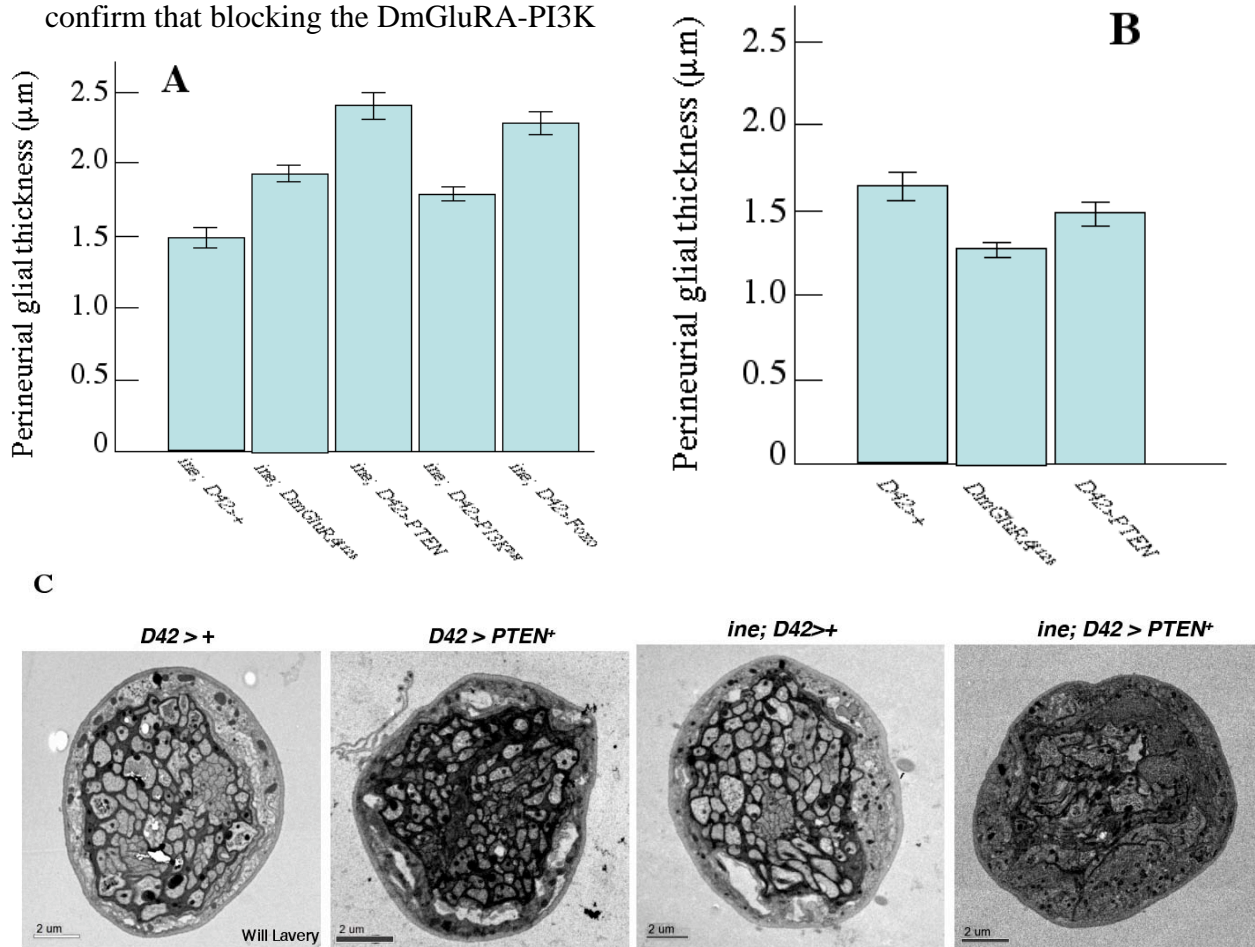 confirm that blocking the DmGluRA-PI3K
A
Perineurial glial thickness (µm)
2.5
2.0
1.5
1.0
0.5
0
ine; D42>+
ine; DmGluRA
ine; D42>PTEN
ine; D42>PI3K
ine; D42>Foxo
B
Perineurial glial thickness (µm)
2.5
2.0
1.5
1.0
0.5
0
D42>+
DmGluRA
D42>PTEN
C
D42 > +
D42 > PTEN⁺
ine; D42>+
ine; D42 > PTEN⁺
2 um
Will Lavery
2 um
2 um
2 um